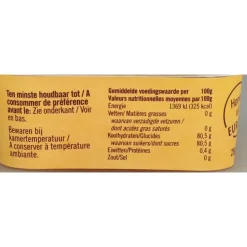 Ten minste houdbaar tot / A
consommer de préférence
avant le: Zie onderkant / Voir
en bas.
Bewaren bij
kamertemperatuur /
A conserver à température
ambiante.
Gemiddelde voedingswaarde per 100g
Valeurs nutritionnelles moyennes par 100g
Energie 1369 kJ (325 kcal)
Vetten/ Matières grasses 0
waarvan verzadigde vetzuren /
dont acides gras saturés 0
Koolhydraten/Glucides 80,5 g
waarvan suikers/dont sucres 80,5 g
Eiwitten/Protéines 0,4 g
Zout/Sel 0